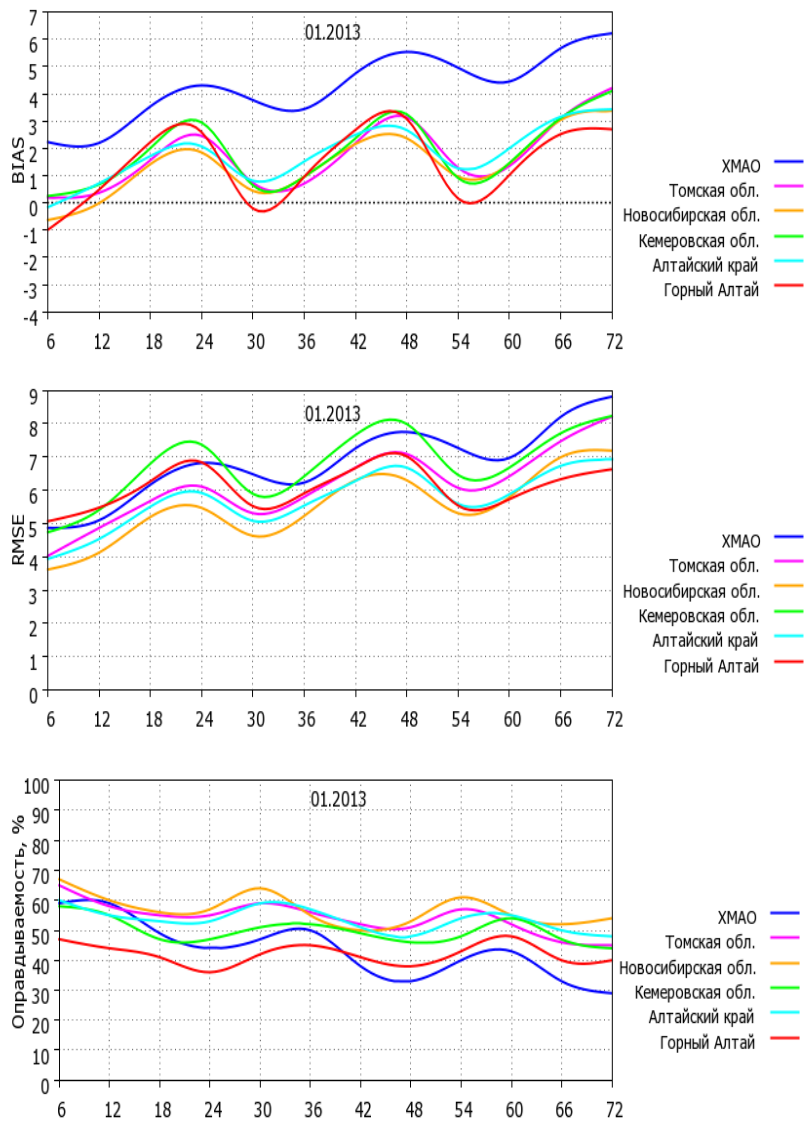 7
6
5
4
3
2
1
0
-1
-2
-3
-4
BIAS
01.2013
6 12 18 24 30 36 42 48 54 60 66 72
ХМАО
Томская обл.
Новосибирская обл.
Кемеровская обл.
Алтайский край
Горный Алтай
9
8
7
6
5
4
3
2
1
0
RMSE
01.2013
6 12 18 24 30 36 42 48 54 60 66 72
ХМАО
Томская обл.
Новосибирская обл.
Кемеровская обл.
Алтайский край
Горный Алтай
100
90
80
70
60
50
40
30
20
10
0
Оправдываемость, %
01.2013
6 12 18 24 30 36 42 48 54 60 66 72
ХМАО
Томская обл.
Новосибирская обл.
Кемеровская обл.
Алтайский край
Горный Алтай